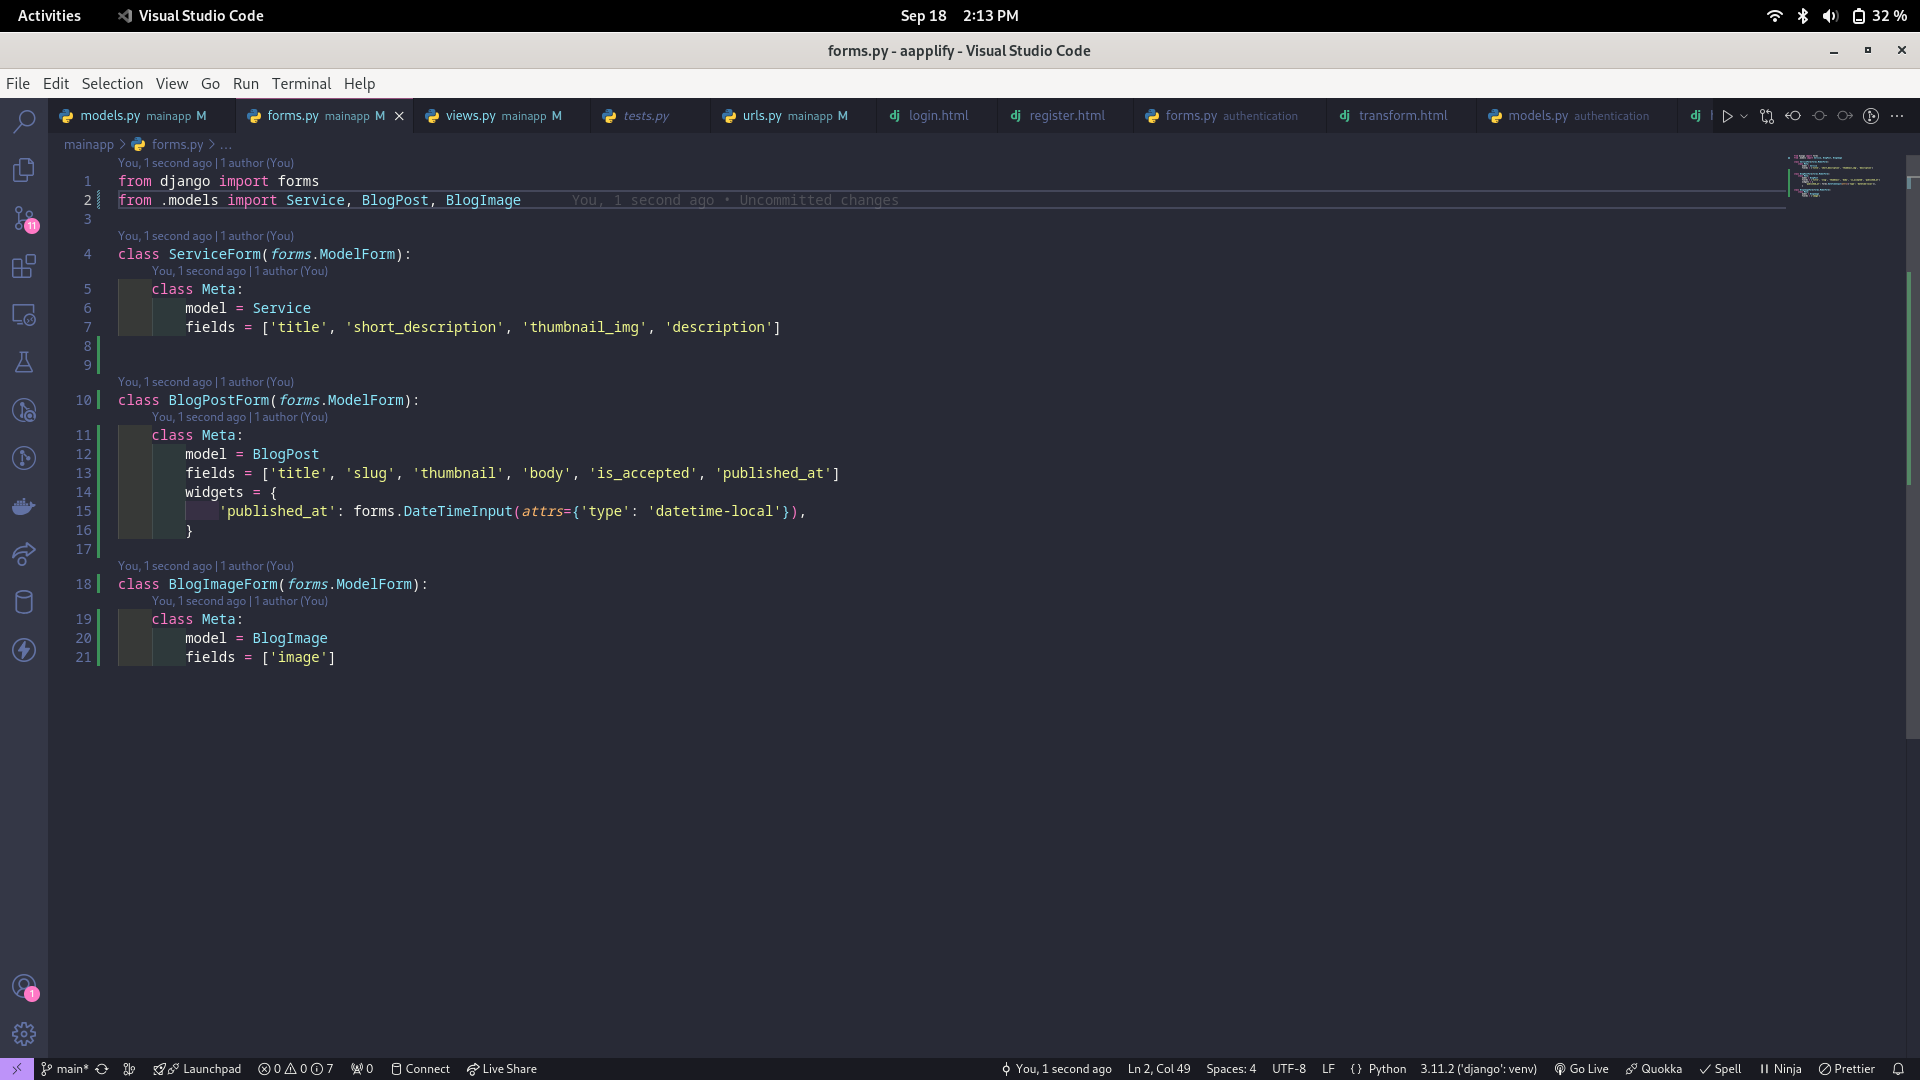 Activities Visual Studio Code Sep 18 2:13 PM 32 %
forms.py - aapplify - Visual Studio Code
File Edit Selection View Go Run Terminal Help
models.py mainapp M forms.py mainapp M views.py mainapp M tests.py urls.py mainapp M login.html register.html forms.py authentication transform.html models.py authentication
mainapp > forms.py > ...
You, 1 second ago | 1 author (You)
1 from django import forms
2 from .models import Service, BlogPost, BlogImage You, 1 second ago • Uncommitted changes
3
You, 1 second ago | 1 author (You)
4 class ServiceForm(forms.ModelForm):
You, 1 second ago | 1 author (You)
5 class Meta:
6 model = Service
7 fields = ['title', 'short_description', 'thumbnail_img', 'description']
8
9
You, 1 second ago | 1 author (You)
10 class BlogPostForm(forms.ModelForm):
You, 1 second ago | 1 author (You)
11 class Meta:
12 model = BlogPost
13 fields = ['title', 'slug', 'thumbnail', 'body', 'is_accepted', 'published_at']
14 widgets = {
15 'published_at': forms.DateTimeInput(attrs={'type': 'datetime-local'}),
16 }
17
You, 1 second ago | 1 author (You)
18 class BlogImageForm(forms.ModelForm):
You, 1 second ago | 1 author (You)
19 class Meta:
20 model = BlogImage
21 fields = ['image']
11
1
main* Launchpad 0 0 7 0 Connect Live Share You, 1 second ago Ln 2, Col 49 Spaces: 4 UTF-8 LF { } Python 3.11.2 ('django': venv) Go Live Quokka Spell Ninja Prettier